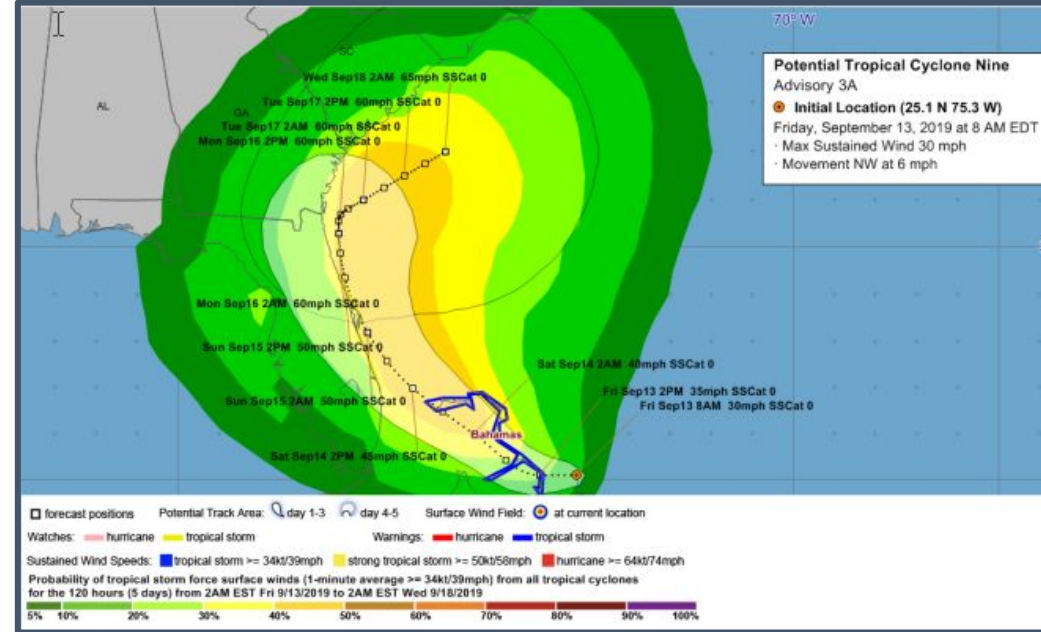 70° W
Potential Tropical Cyclone Nine
Advisory 3A
Initial Location (25.1 N 75.3 W)
Friday, September 13, 2019 at 8 AM EDT
· Max Sustained Wind 30 mph
· Movement NW at 6 mph
SC
AL
GA
Wed Sep18 2AM 65mph SSCat 0
Tue Sep17 2PM 60mph SSCat 0
Tue Sep17 2AM 60mph SSCat 0
Mon Sep16 2PM 60mph SSCat 0
Mon Sep16 2AM 60mph SSCat 0
Sun Sep15 2PM 50mph SSCat 0
Sat Sep14 2AM 40mph SSCat 0
Fri Sep13 2PM 35mph SSCat 0
Sun Sep15 2AM 50mph SSCat 0
Fri Sep13 8AM 30mph SSCat 0
Bahamas
Sat Sep14 2PM 45mph SSCat 0
forecast positions Potential Track Area: day 1-3 day 4-5 Surface Wind Field: at current location
Watches: hurricane tropical storm Warnings: hurricane tropical storm
Sustained Wind Speeds: tropical storm >= 34kt/39mph strong tropical storm >= 50kt/58mph hurricane >= 64kt/74mph
Probability of tropical storm force surface winds (1-minute average >= 34kt/39mph) from all tropical cyclones
for the 120 hours (5 days) from 2AM EST Fri 9/13/2019 to 2AM EST Wed 9/18/2019
5% 10% 20% 30% 40% 50% 60% 70% 80% 90% 100%